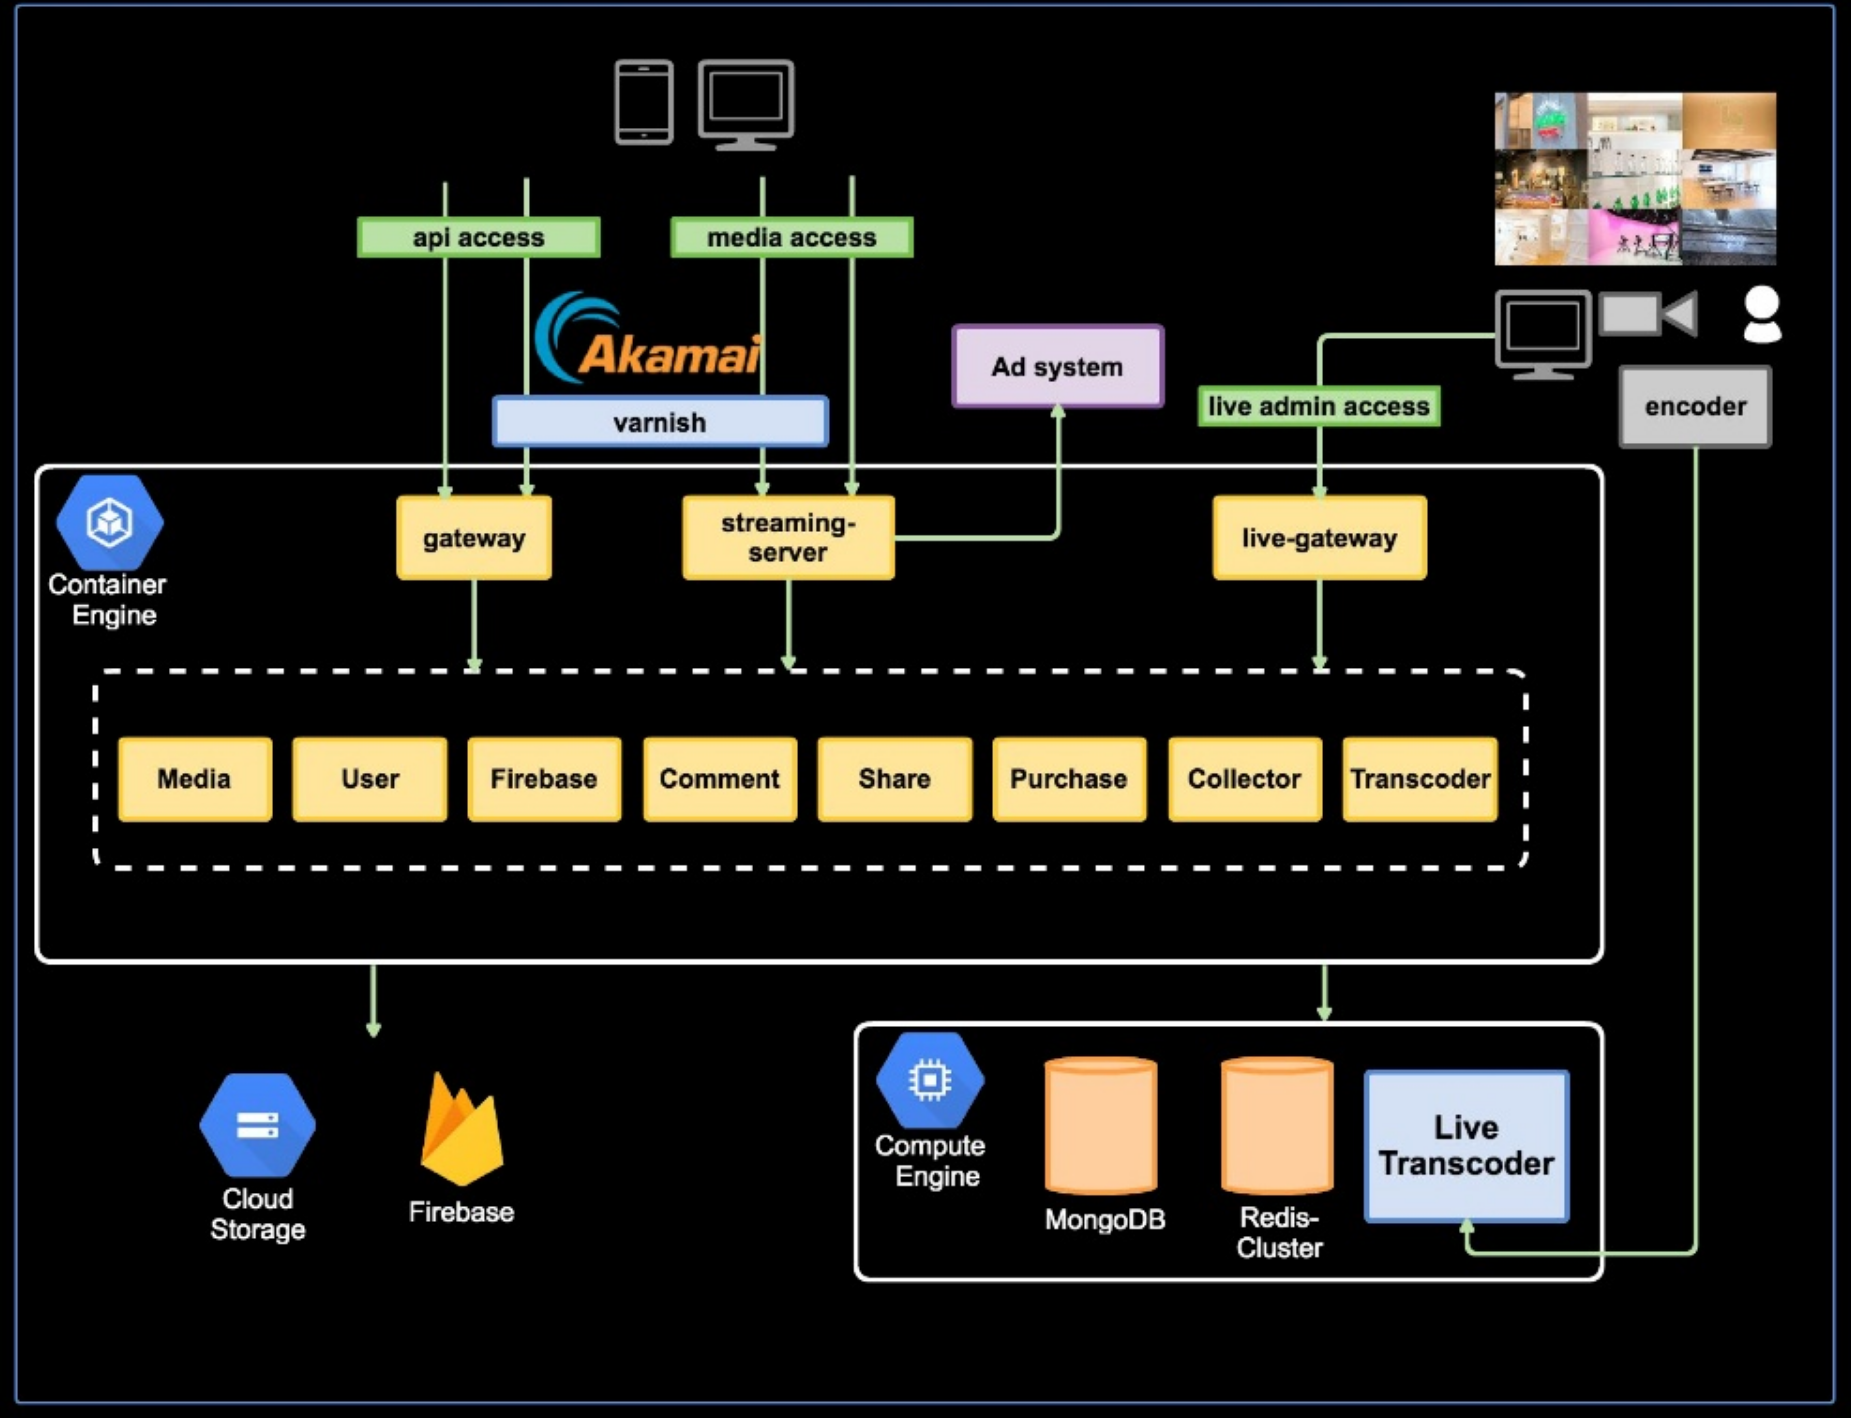 api access
media access
Akamai
varnish
Ad system
live admin access
encoder
Container
Engine
gateway
streaming-
server
live-gateway
Media
User
Firebase
Comment
Share
Purchase
Collector
Transcoder
Cloud
Storage
Firebase
Compute
Engine
MongoDB
Redis-
Cluster
Live
Transcoder